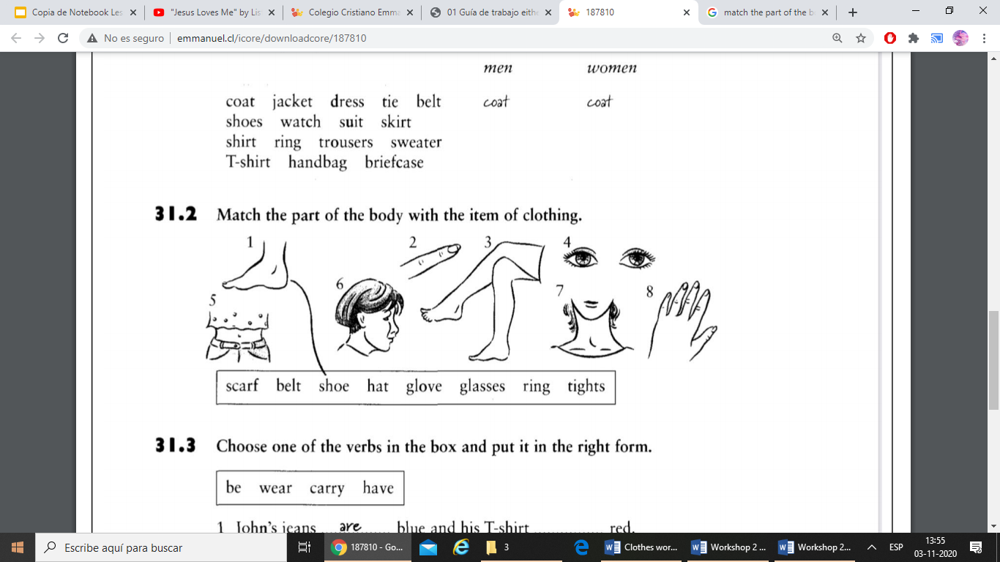 Copia de Notebook Les
"Jesus Loves Me" by Lis
Colegio Cristiano Emma
01 Guía de trabajo eithe
187810
match the part of the b
No es seguro | emmanuel.cl/icore/downloadcore/187810
men women
coat jacket dress tie belt coat coat
shoes watch suit skirt
shirt ring trousers sweater
T-shirt handbag briefcase
31.2 Match the part of the body with the item of clothing.
1 2 3 4
5 6 7 8
scarf belt shoe hat glove glasses ring tights
31.3 Choose one of the verbs in the box and put it in the right form.
be wear carry have
1 John's jeans are blue and his T-shirt .............. red.
Escribe aquí para buscar
187810 - Go...
3
Clothes wor...
Workshop 2 ...
Workshop 2...
ESP
13:55
03-11-2020